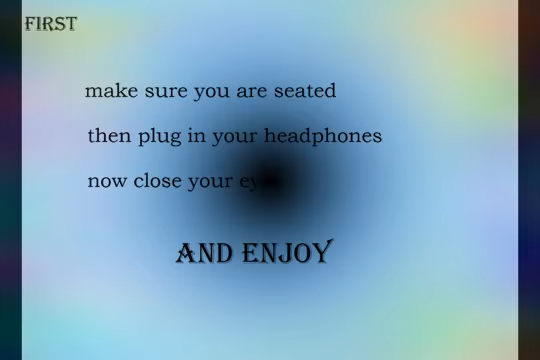 FIRST
make sure you are seated
then plug in your headphones
now close your
AND ENJOY